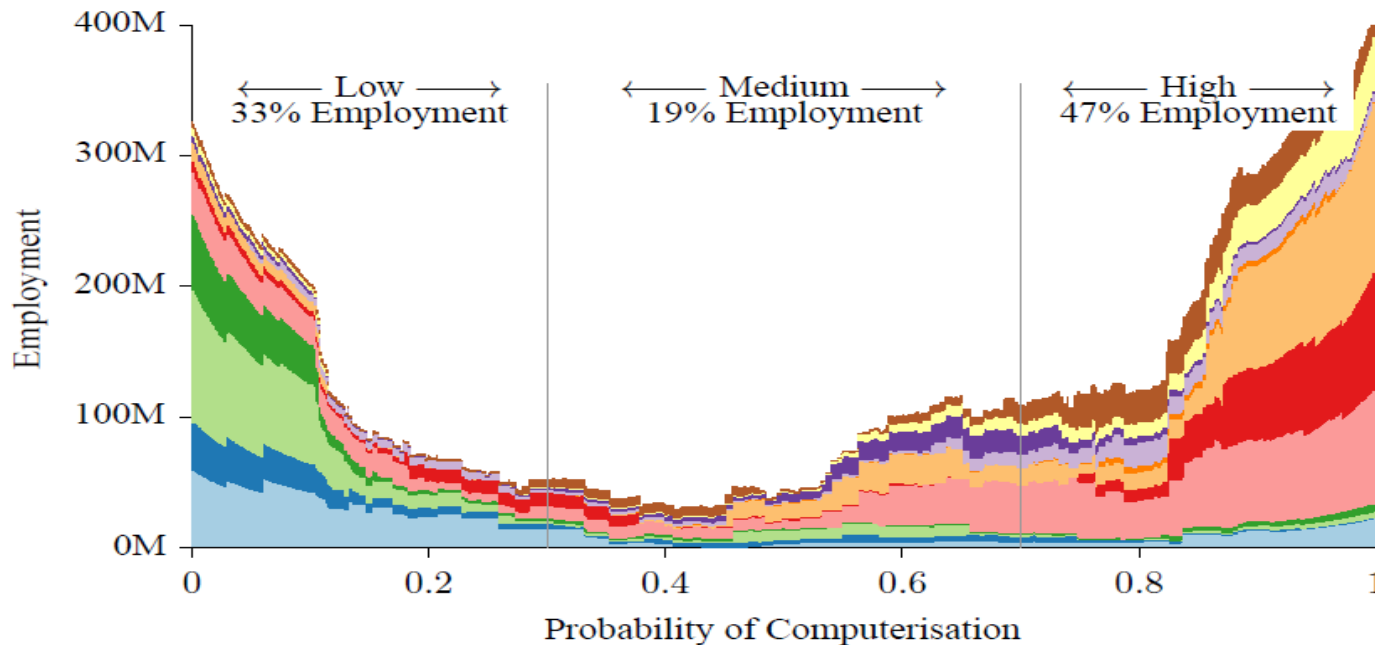 400M
300M
200M
100M
0M
Employment
Low
33% Employment
Medium
19% Employment
High
47% Employment
0
0.2
0.4
0.6
0.8
1
Probability of Computerisation